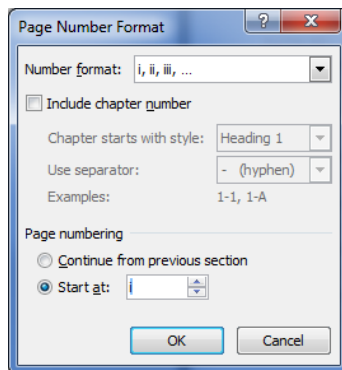 Page Number Format
Number format: i, ii, iii, ...
Include chapter number
Chapter starts with style: Heading 1
Use separator: - (hyphen)
Examples: 1-1, 1-A
Page numbering
Continue from previous section
Start at: i
OK Cancel